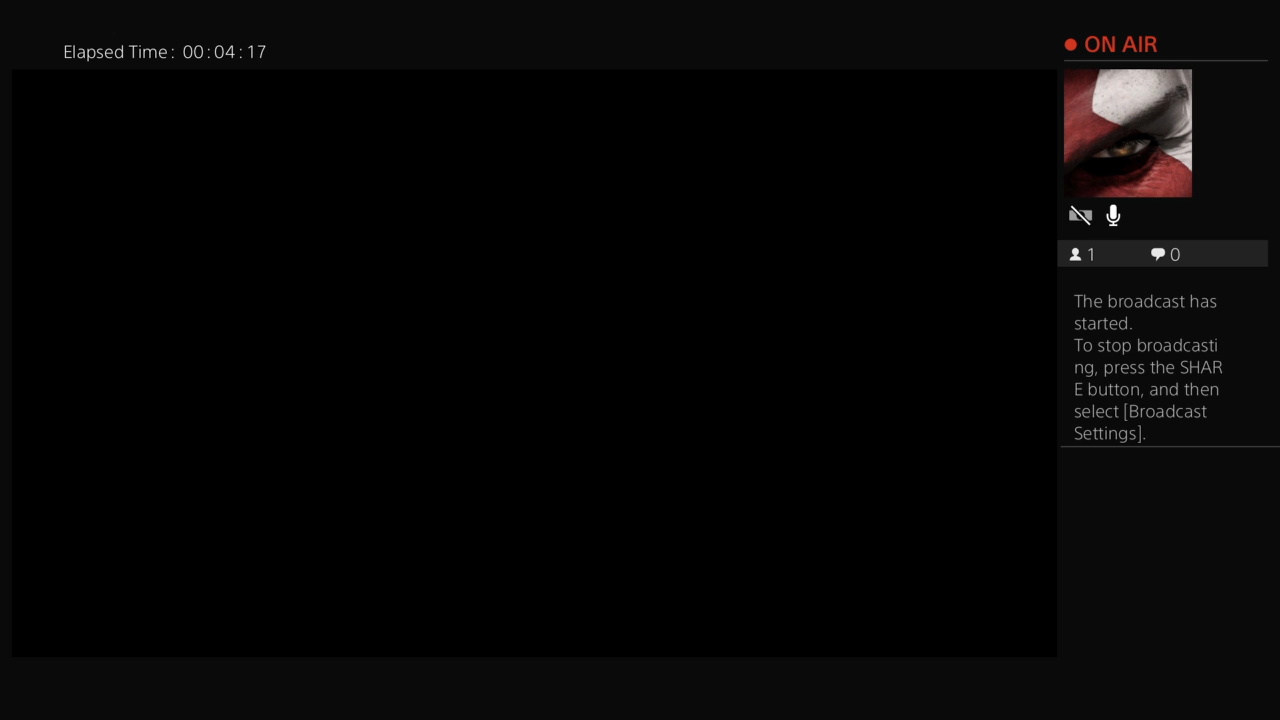 Elapsed Time: 00:04:17
ON AIR
1 0
The broadcast has
started.
To stop broadcasti
ng, press the SHAR
E button, and then
select [Broadcast
Settings].